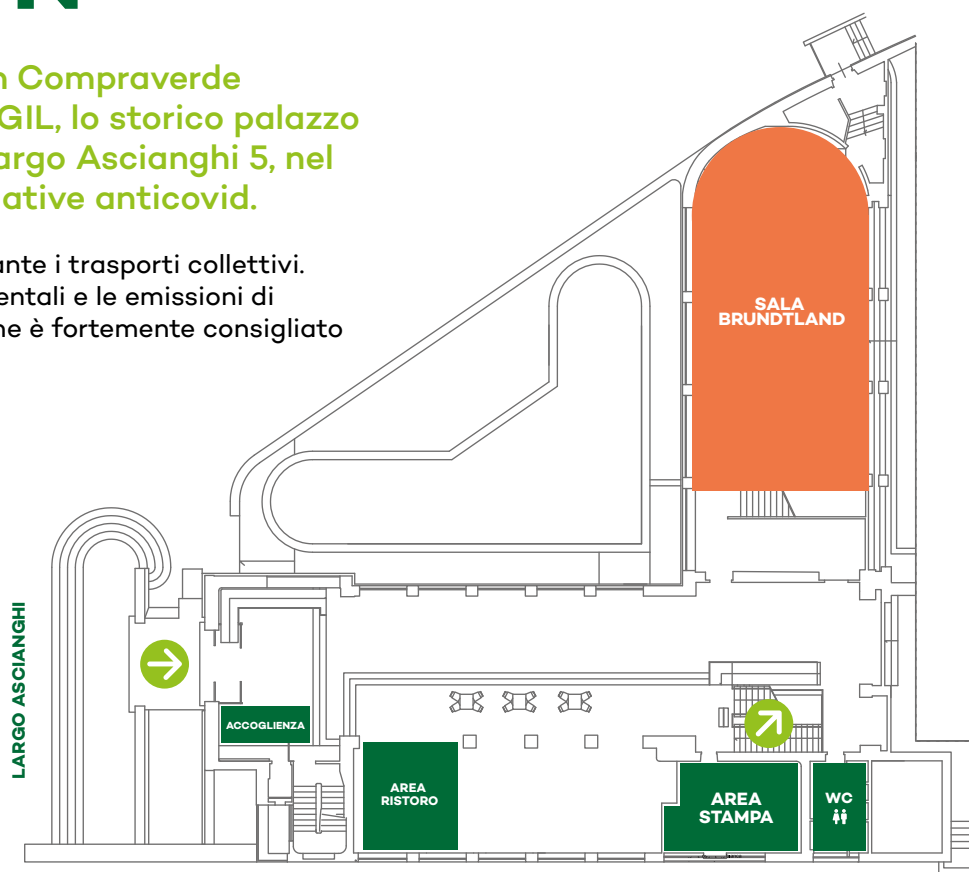 n Compraverde
GIL, lo storico palazzo
argo Ascianghi 5, nel
ative anticovid.
ante i trasporti collettivi.
entali e le emissioni di
ne è fortemente consigliato
SALA
BRUNDTLAND
LARGO ASCIANGHI
ACCOGLIENZA
AREA
RISTORO
AREA
STAMPA
WC